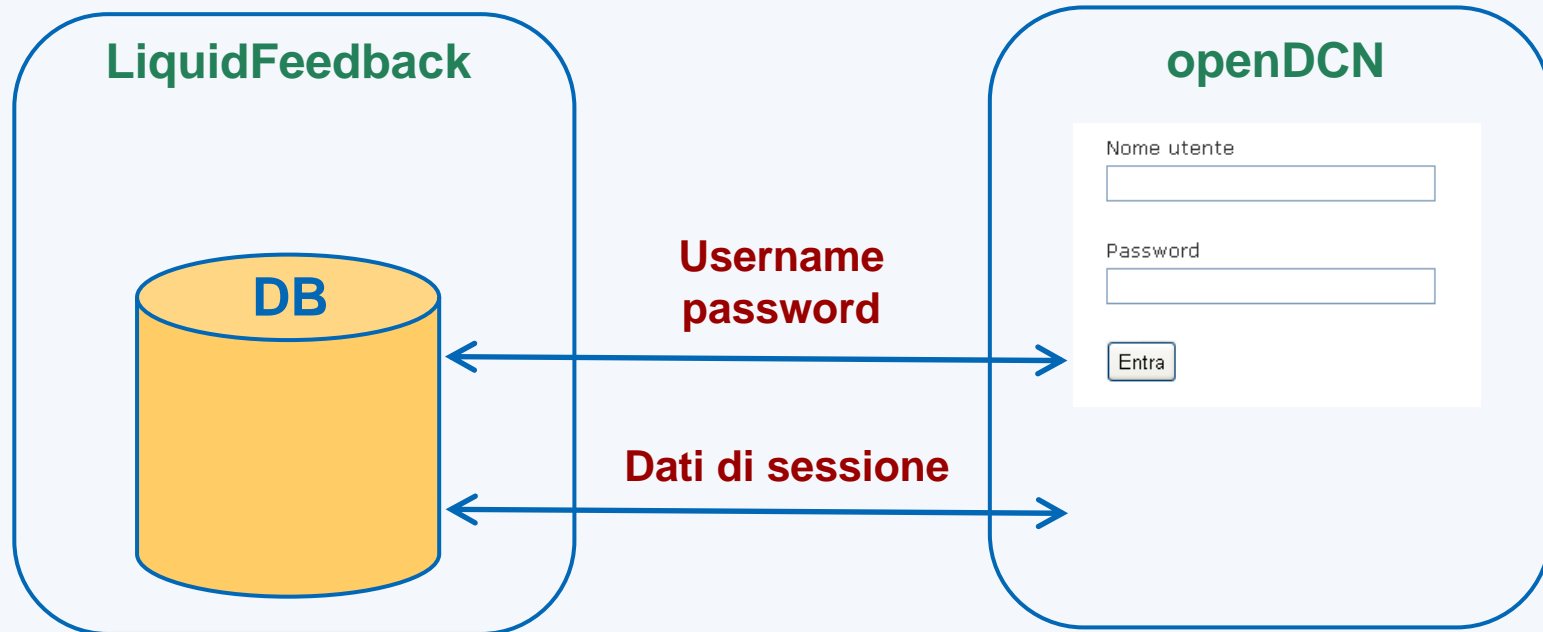 LiquidFeedback
openDCN
Nome utente
Password
Entra
DB
Username
password
Dati di sessione